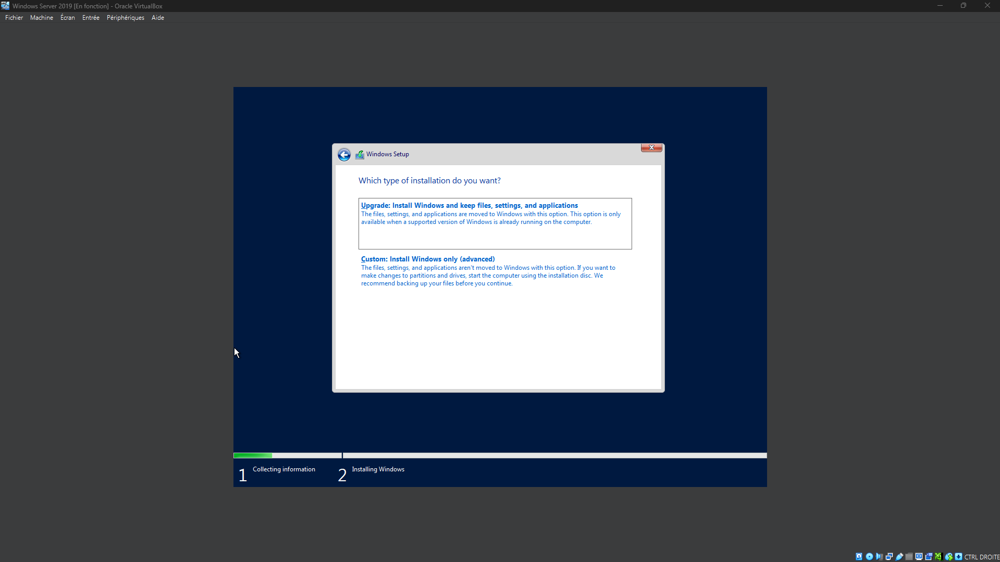 Windows Server 2019 [En fonction] - Oracle VirtualBox
Fichier Machine Écran Entrée Périphériques Aide
Windows Setup
Which type of installation do you want?
Upgrade: Install Windows and keep files, settings, and applications
The files, settings, and applications are moved to Windows with this option. This option is only
available when a supported version of Windows is already running on the computer.
Custom: Install Windows only (advanced)
The files, settings, and applications aren't moved to Windows with this option. If you want to
make changes to partitions and drives, start the computer using the installation disc. We
recommend backing up your files before you continue.
1 Collecting information 2 Installing Windows
CTRL DROITE